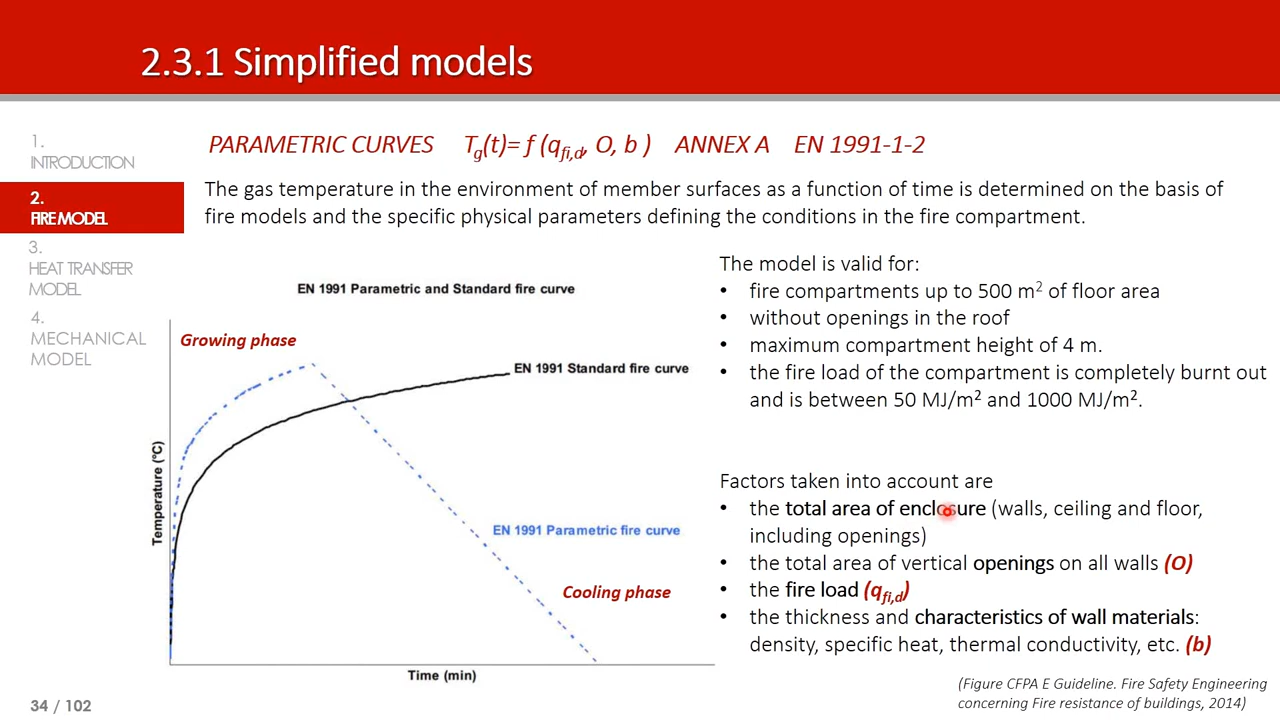 2.3.1 Simplified models
1.
INTRODUCTION
2.
FIRE MODEL
3.
HEAT TRANSFER
MODEL
4.
MECHANICAL
MODEL
PARAMETRIC CURVES Tg(t)= f (qfi,d, O, b ) ANNEX A EN 1991-1-2
The gas temperature in the environment of member surfaces as a function of time is determined on the basis of
fire models and the specific physical parameters defining the conditions in the fire compartment.
EN 1991 Parametric and Standard fire curve
Growing phase
EN 1991 Standard fire curve
Temperature (°C)
EN 1991 Parametric fire curve
Cooling phase
Time (min)
The model is valid for:
• fire compartments up to 500 m² of floor area
• without openings in the roof
• maximum compartment height of 4 m.
• the fire load of the compartment is completely burnt out
and is between 50 MJ/m² and 1000 MJ/m².
Factors taken into account are
• the total area of enclosure (walls, ceiling and floor,
including openings)
• the total area of vertical openings on all walls (O)
• the fire load (qfi,d)
• the thickness and characteristics of wall materials:
density, specific heat, thermal conductivity, etc. (b)
(Figure CFPA E Guideline. Fire Safety Engineering
concerning Fire resistance of buildings, 2014)
34 / 102